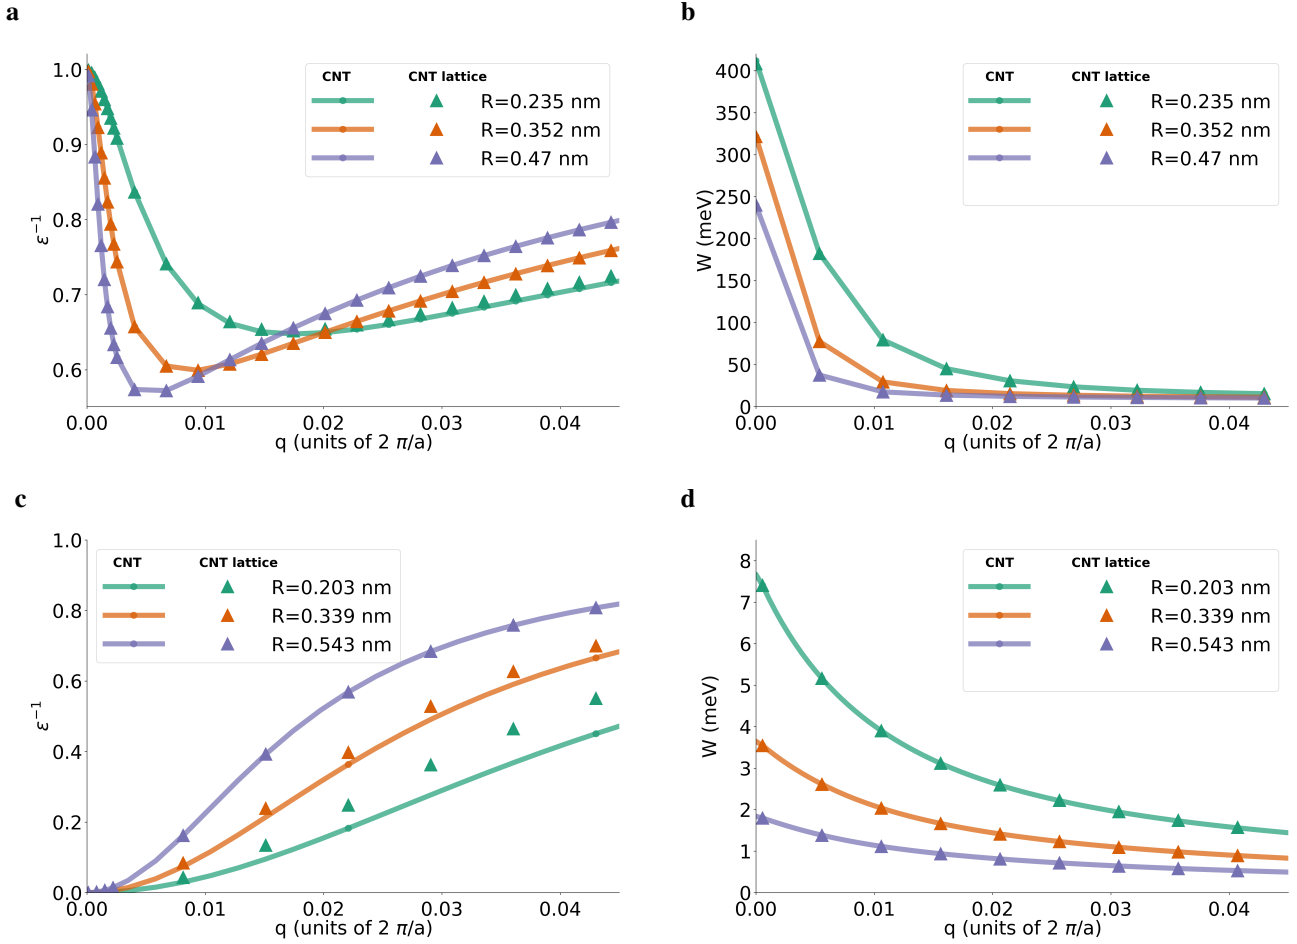 a
CNT CNT lattice
R=0.235 nm
R=0.352 nm
R=0.47 nm
1.0
0.9
0.8
0.7
0.6
ε⁻¹
0.00 0.01 0.02 0.03 0.04
q (units of 2 π/a)
b
CNT CNT lattice
R=0.235 nm
R=0.352 nm
R=0.47 nm
400
350
300
250
200
150
100
50
0
W (meV)
0.00 0.01 0.02 0.03 0.04
q (units of 2 π/a)
c
CNT CNT lattice
R=0.203 nm
R=0.339 nm
R=0.543 nm
1.0
0.8
0.6
0.4
0.2
0.0
ε⁻¹
0.00 0.01 0.02 0.03 0.04
q (units of 2 π/a)
d
CNT CNT lattice
R=0.203 nm
R=0.339 nm
R=0.543 nm
8
7
6
5
4
3
2
1
0
W (meV)
0.00 0.01 0.02 0.03 0.04
q (units of 2 π/a)